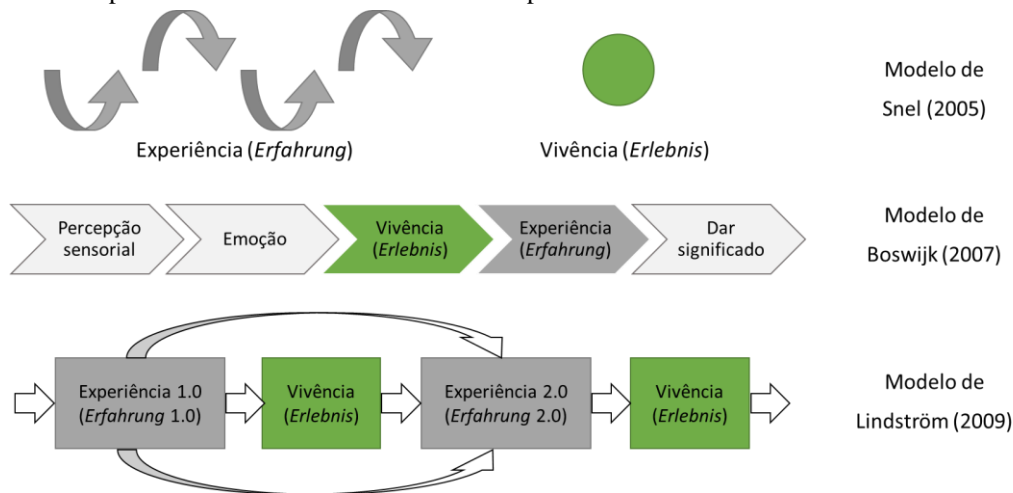 Experiência (Erfahrung)
Vivência (Erlebnis)
Modelo de
Snel (2005)
Percepção
sensorial
Emoção
Vivência
(Erlebnis)
Experiência
(Erfahrung)
Dar
significado
Modelo de
Boswijk (2007)
Experiência 1.0
(Erfahrung 1.0)
Vivência
(Erlebnis)
Experiência 2.0
(Erfahrung 2.0)
Vivência
(Erlebnis)
Modelo de
Lindström (2009)